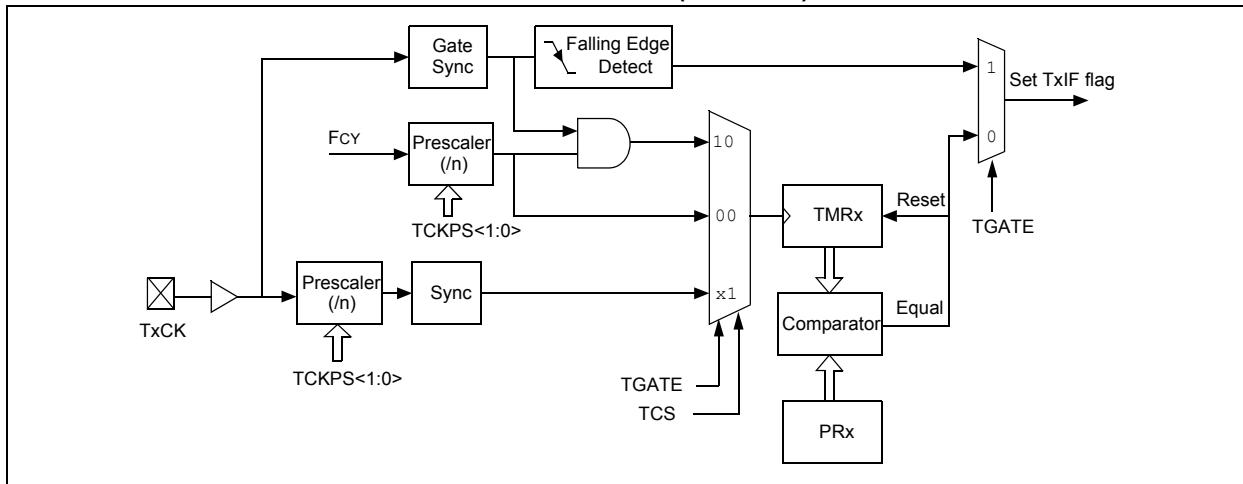 Gate
Sync
Falling Edge
Detect
1
Set TxIF flag
0
FCY
Prescaler
(/n)
10
TCKPS<1:0>
00
TMRx
Reset
TGATE
TxCK
Prescaler
(/n)
Sync
x1
Comparator
Equal
TCKPS<1:0>
TGATE
TCS
PRx